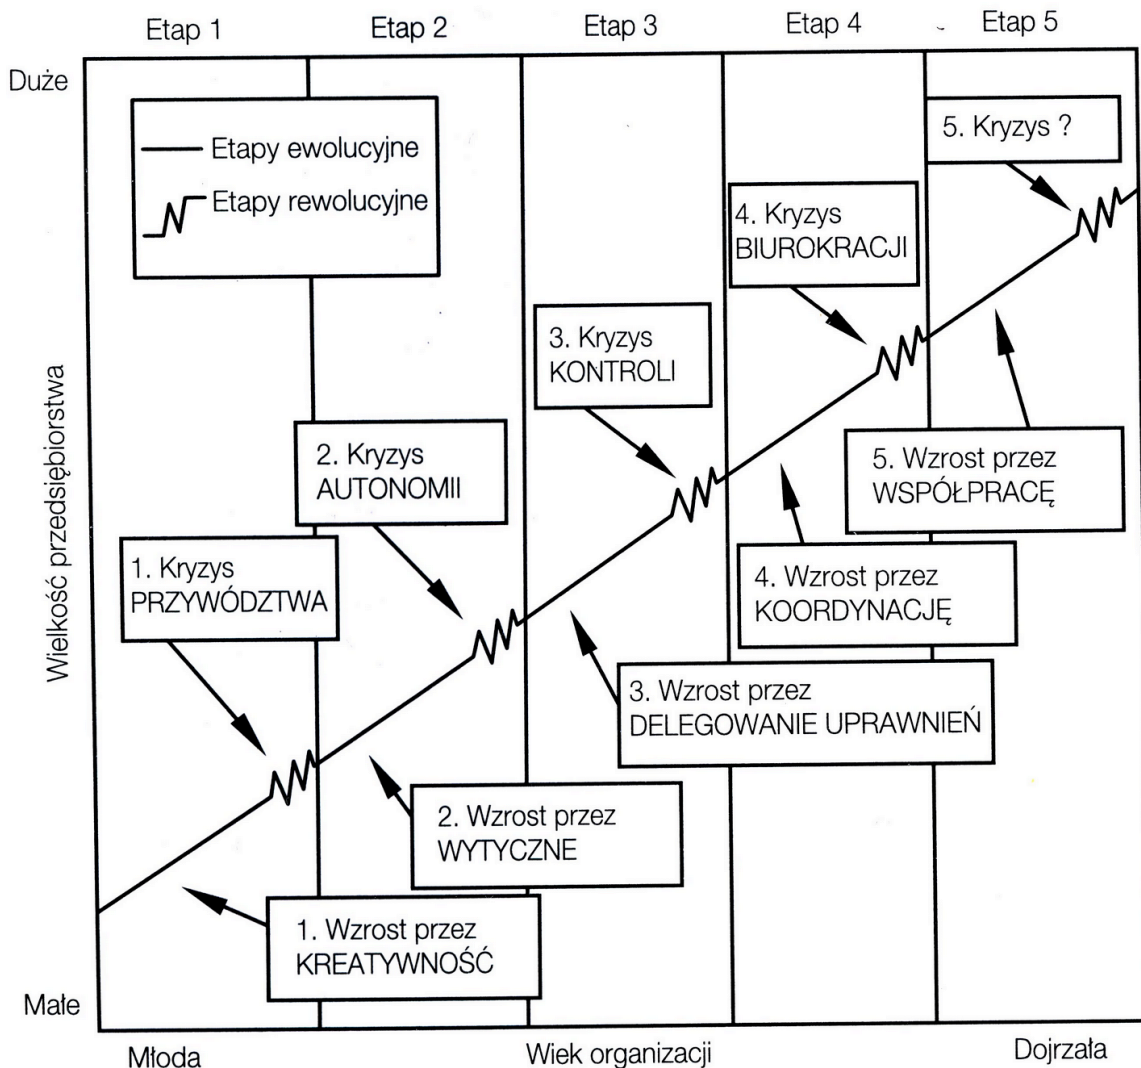 Etap 1
Etap 2
Etap 3
Etap 4
Etap 5
Duże
Etapy ewolucyjne
Etapy rewolucyjne
5. Kryzys ?
4. Kryzys
BIUROKRACJI
3. Kryzys
KONTROLI
2. Kryzys
AUTONOMII
1. Kryzys
PRZYWÓDZTWA
5. Wzrost przez
WSPÓŁPRACĘ
4. Wzrost przez
KOORDYNACJĘ
3. Wzrost przez
DELEGOWANIE UPRAWNIEŃ
2. Wzrost przez
WYTYCZNE
1. Wzrost przez
KREATYWNOŚĆ
Wielkość przedsiębiorstwa
Małe
Młoda
Wiek organizacji
Dojrzała